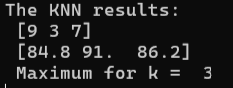 The KNN results:
[9 3 7]
[84.8 91.  86.2]
Maximum for k =  3